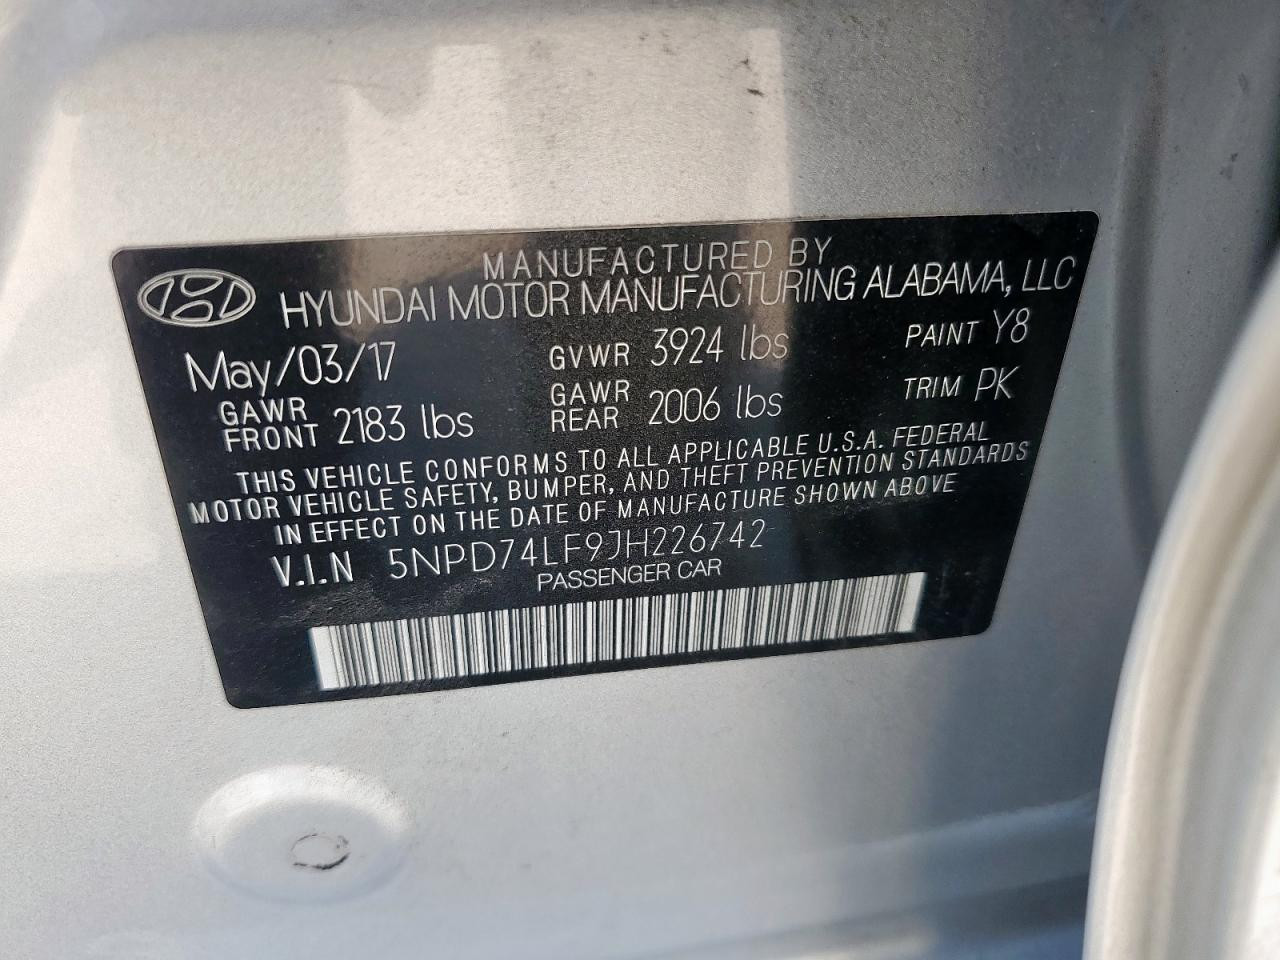 MANUFACTURED BY
HYUNDAI MOTOR MANUFACTURING ALABAMA, LLC
May/03/17 GVWR 3924 lbs PAINT Y8
GAWR FRONT 2183 lbs GAWR REAR 2006 lbs TRIM PK
THIS VEHICLE CONFORMS TO ALL APPLICABLE U.S.A. FEDERAL
MOTOR VEHICLE SAFETY, BUMPER, AND THEFT PREVENTION STANDARDS
IN EFFECT ON THE DATE OF MANUFACTURE SHOWN ABOVE
V.I.N 5NPD74LF9JH226742
PASSENGER CAR